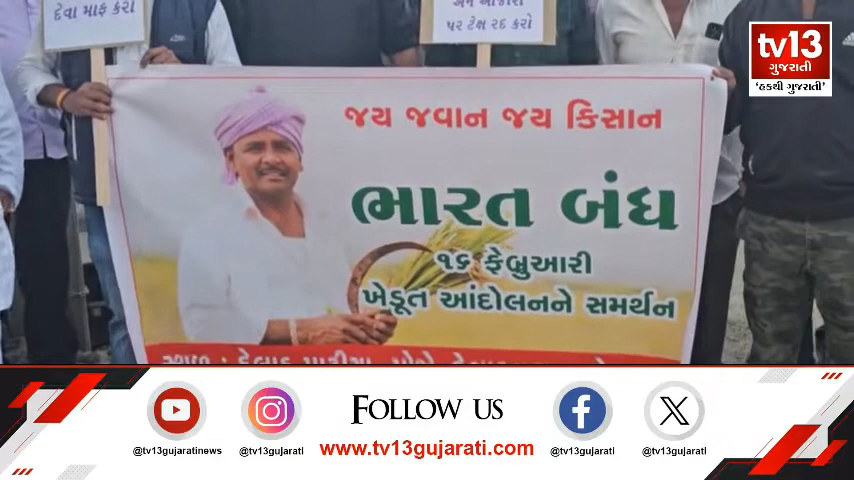 દેવા માફ કરો
પર ટેક્ષ રદ કરો
tv13
ગુજરાતી
'હકથી ગુજરાતી'
જય જવાન જય કિસાન
ભારત બંધ
૧૬ ફેબ્રુઆરી
ખેડૂત આંદોલનને સમર્થન
સ્થળ :
FOLLOW US
@tv13gujaratinews
@tv13gujarati
www.tv13gujarati.com
@tv13gujarati
@tv13gujarati